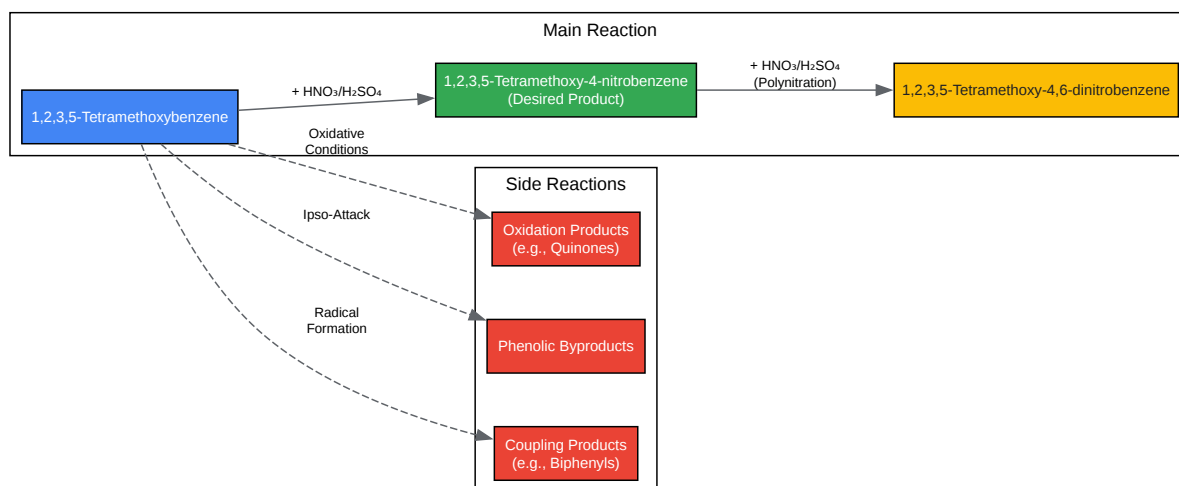 Main Reaction
1,2,3,5-Tetramethoxybenzene
+ HNO₃/H₂SO₄
1,2,3,5-Tetramethoxy-4-nitrobenzene
(Desired Product)
+ HNO₃/H₂SO₄
(Polynitration)
1,2,3,5-Tetramethoxy-4,6-dinitrobenzene
Oxidative
Conditions
Ipso-Attack
Radical
Formation
Side Reactions
Oxidation Products
(e.g., Quinones)
Phenolic Byproducts
Coupling Products
(e.g., Biphenyls)